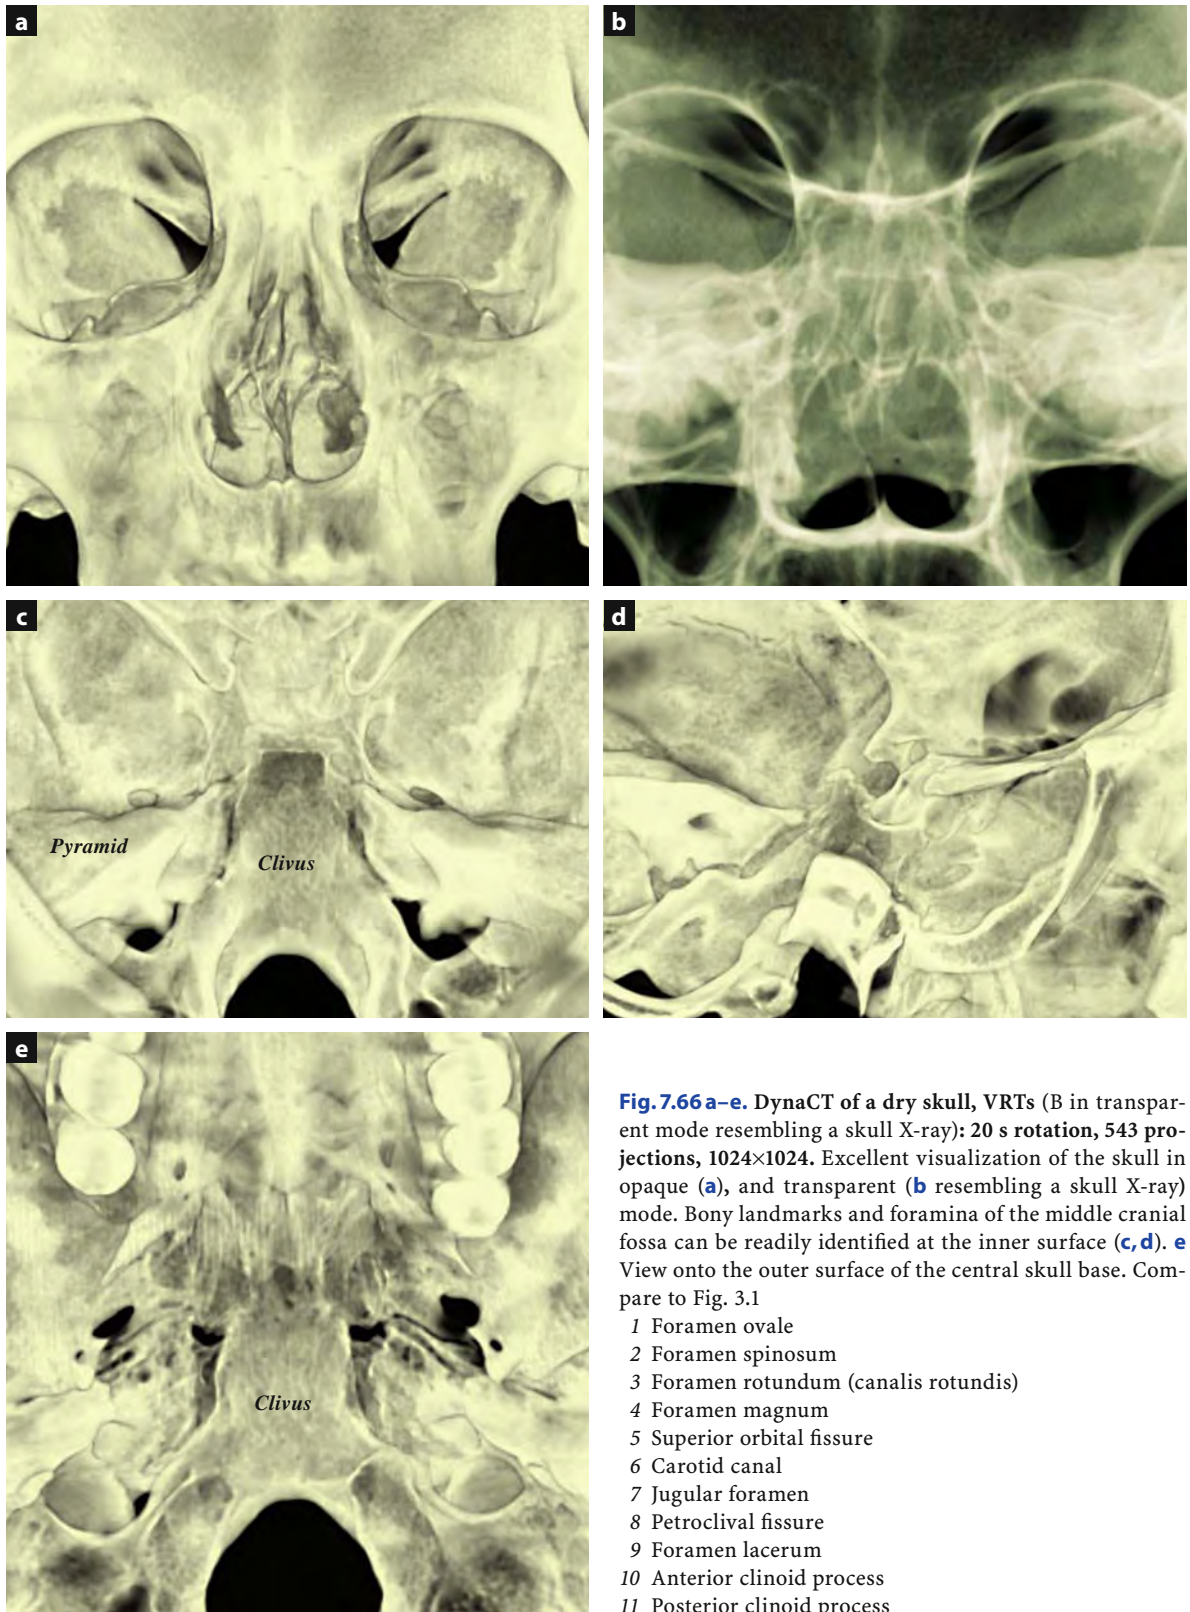 a
b
c
d
Pyramid
Clivus
e
Clivus
Fig. 7.66 a–e. DynaCT of a dry skull, VRTs (B in transpar-
ent mode resembling a skull X-ray): 20 s rotation, 543 pro-
jections, 1024×1024. Excellent visualization of the skull in
opaque (a), and transparent (b resembling a skull X-ray)
mode. Bony landmarks and foramina of the middle cranial
fossa can be readily identified at the inner surface (c, d). e
View onto the outer surface of the central skull base. Com-
pare to Fig. 3.1
1 Foramen ovale
2 Foramen spinosum
3 Foramen rotundum (canalis rotundis)
4 Foramen magnum
5 Superior orbital fissure
6 Carotid canal
7 Jugular foramen
8 Petroclival fissure
9 Foramen lacerum
10 Anterior clinoid process
11 Posterior clinoid process